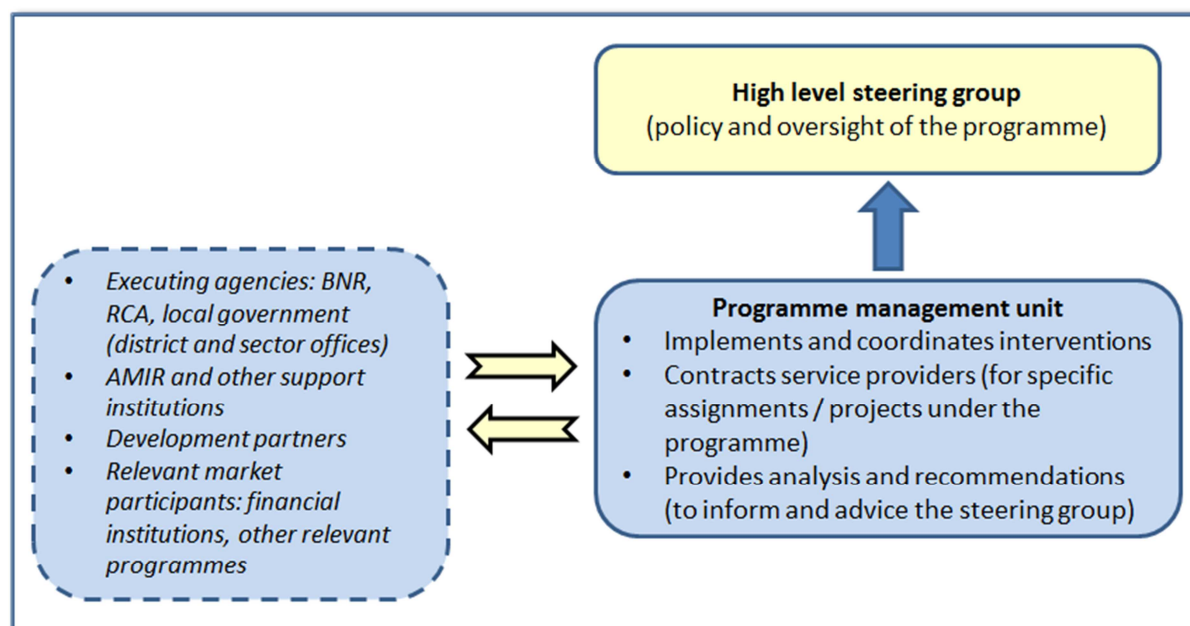 High level steering group
(policy and oversight of the programme)
• Executing agencies: BNR,
RCA, local government
(district and sector offices)
• AMIR and other support
institutions
• Development partners
• Relevant market
participants: financial
institutions, other relevant
programmes
Programme management unit
• Implements and coordinates interventions
• Contracts service providers (for specific
assignments / projects under the
programme)
• Provides analysis and recommendations
(to inform and advice the steering group)